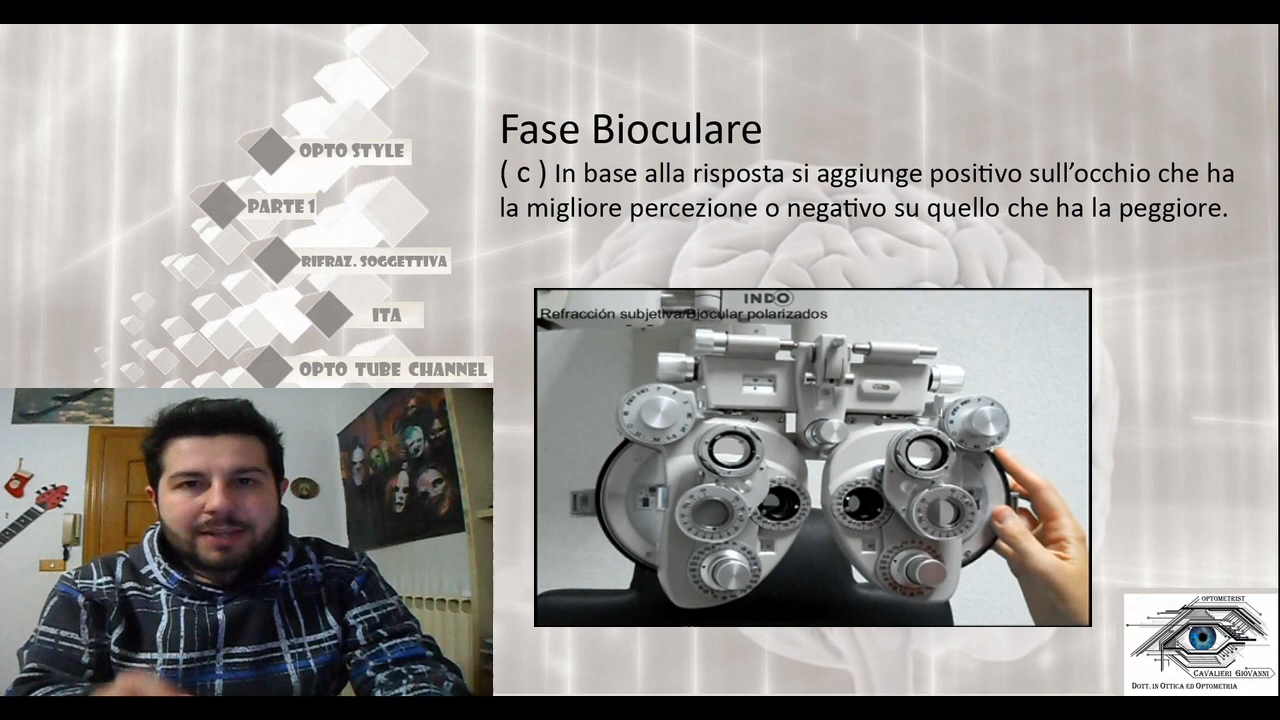 Fase Bioculare
( c ) In base alla risposta si aggiunge positivo sull’occhio che ha
la migliore percezione o negativo su quello che ha la peggiore.
OPTO STYLE
PARTE 1
RIFRAZ. SOGGETTIVA
ITA
OPTO TUBE CHANNEL
INDO
Refracción subjetiva/Biocular polarizados
OPTOMETRIST
CAVALIERI GIOVANNI
DOTT. IN OTTICA ED OPTOMETRIA